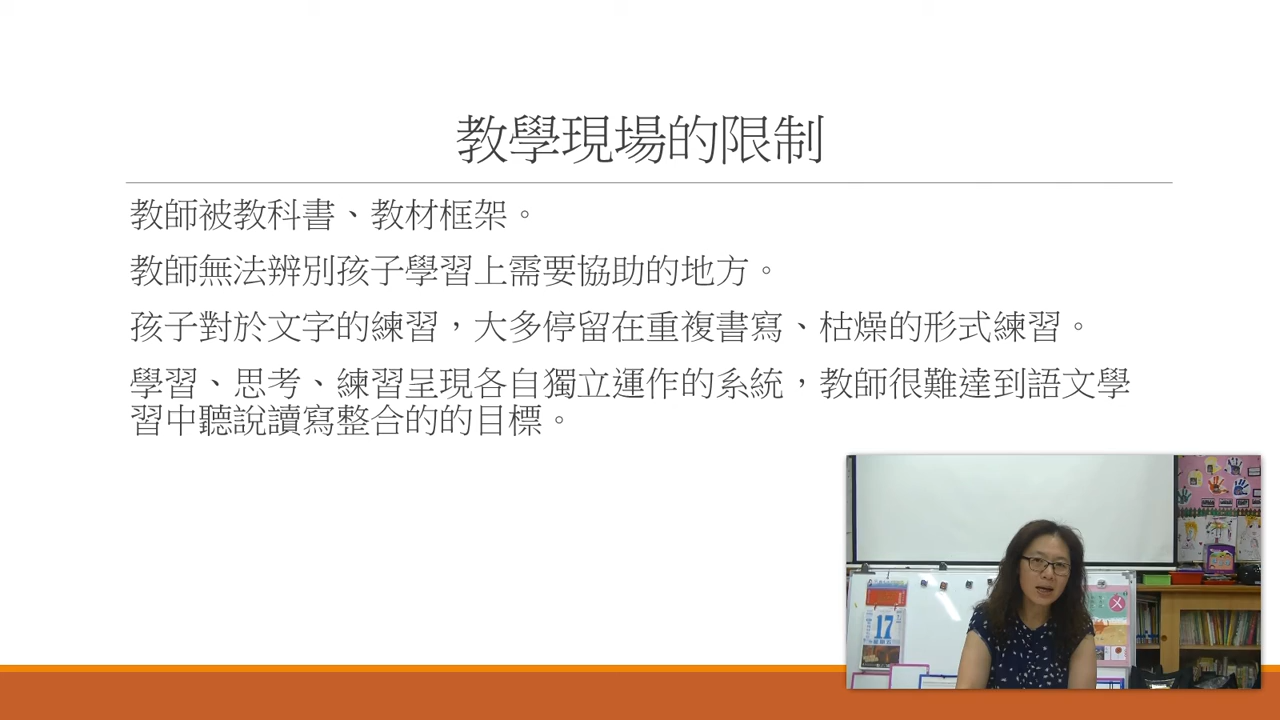 教學現場的限制
教師被教科書、教材框架。
教師無法辨別孩子學習上需要協助的地方。
孩子對於文字的練習，大多停留在重複書寫、枯燥的形式練習。
學習、思考、練習呈現各自獨立運作的系統，教師很難達到語文學
習中聽說讀寫整合的的目標。
17